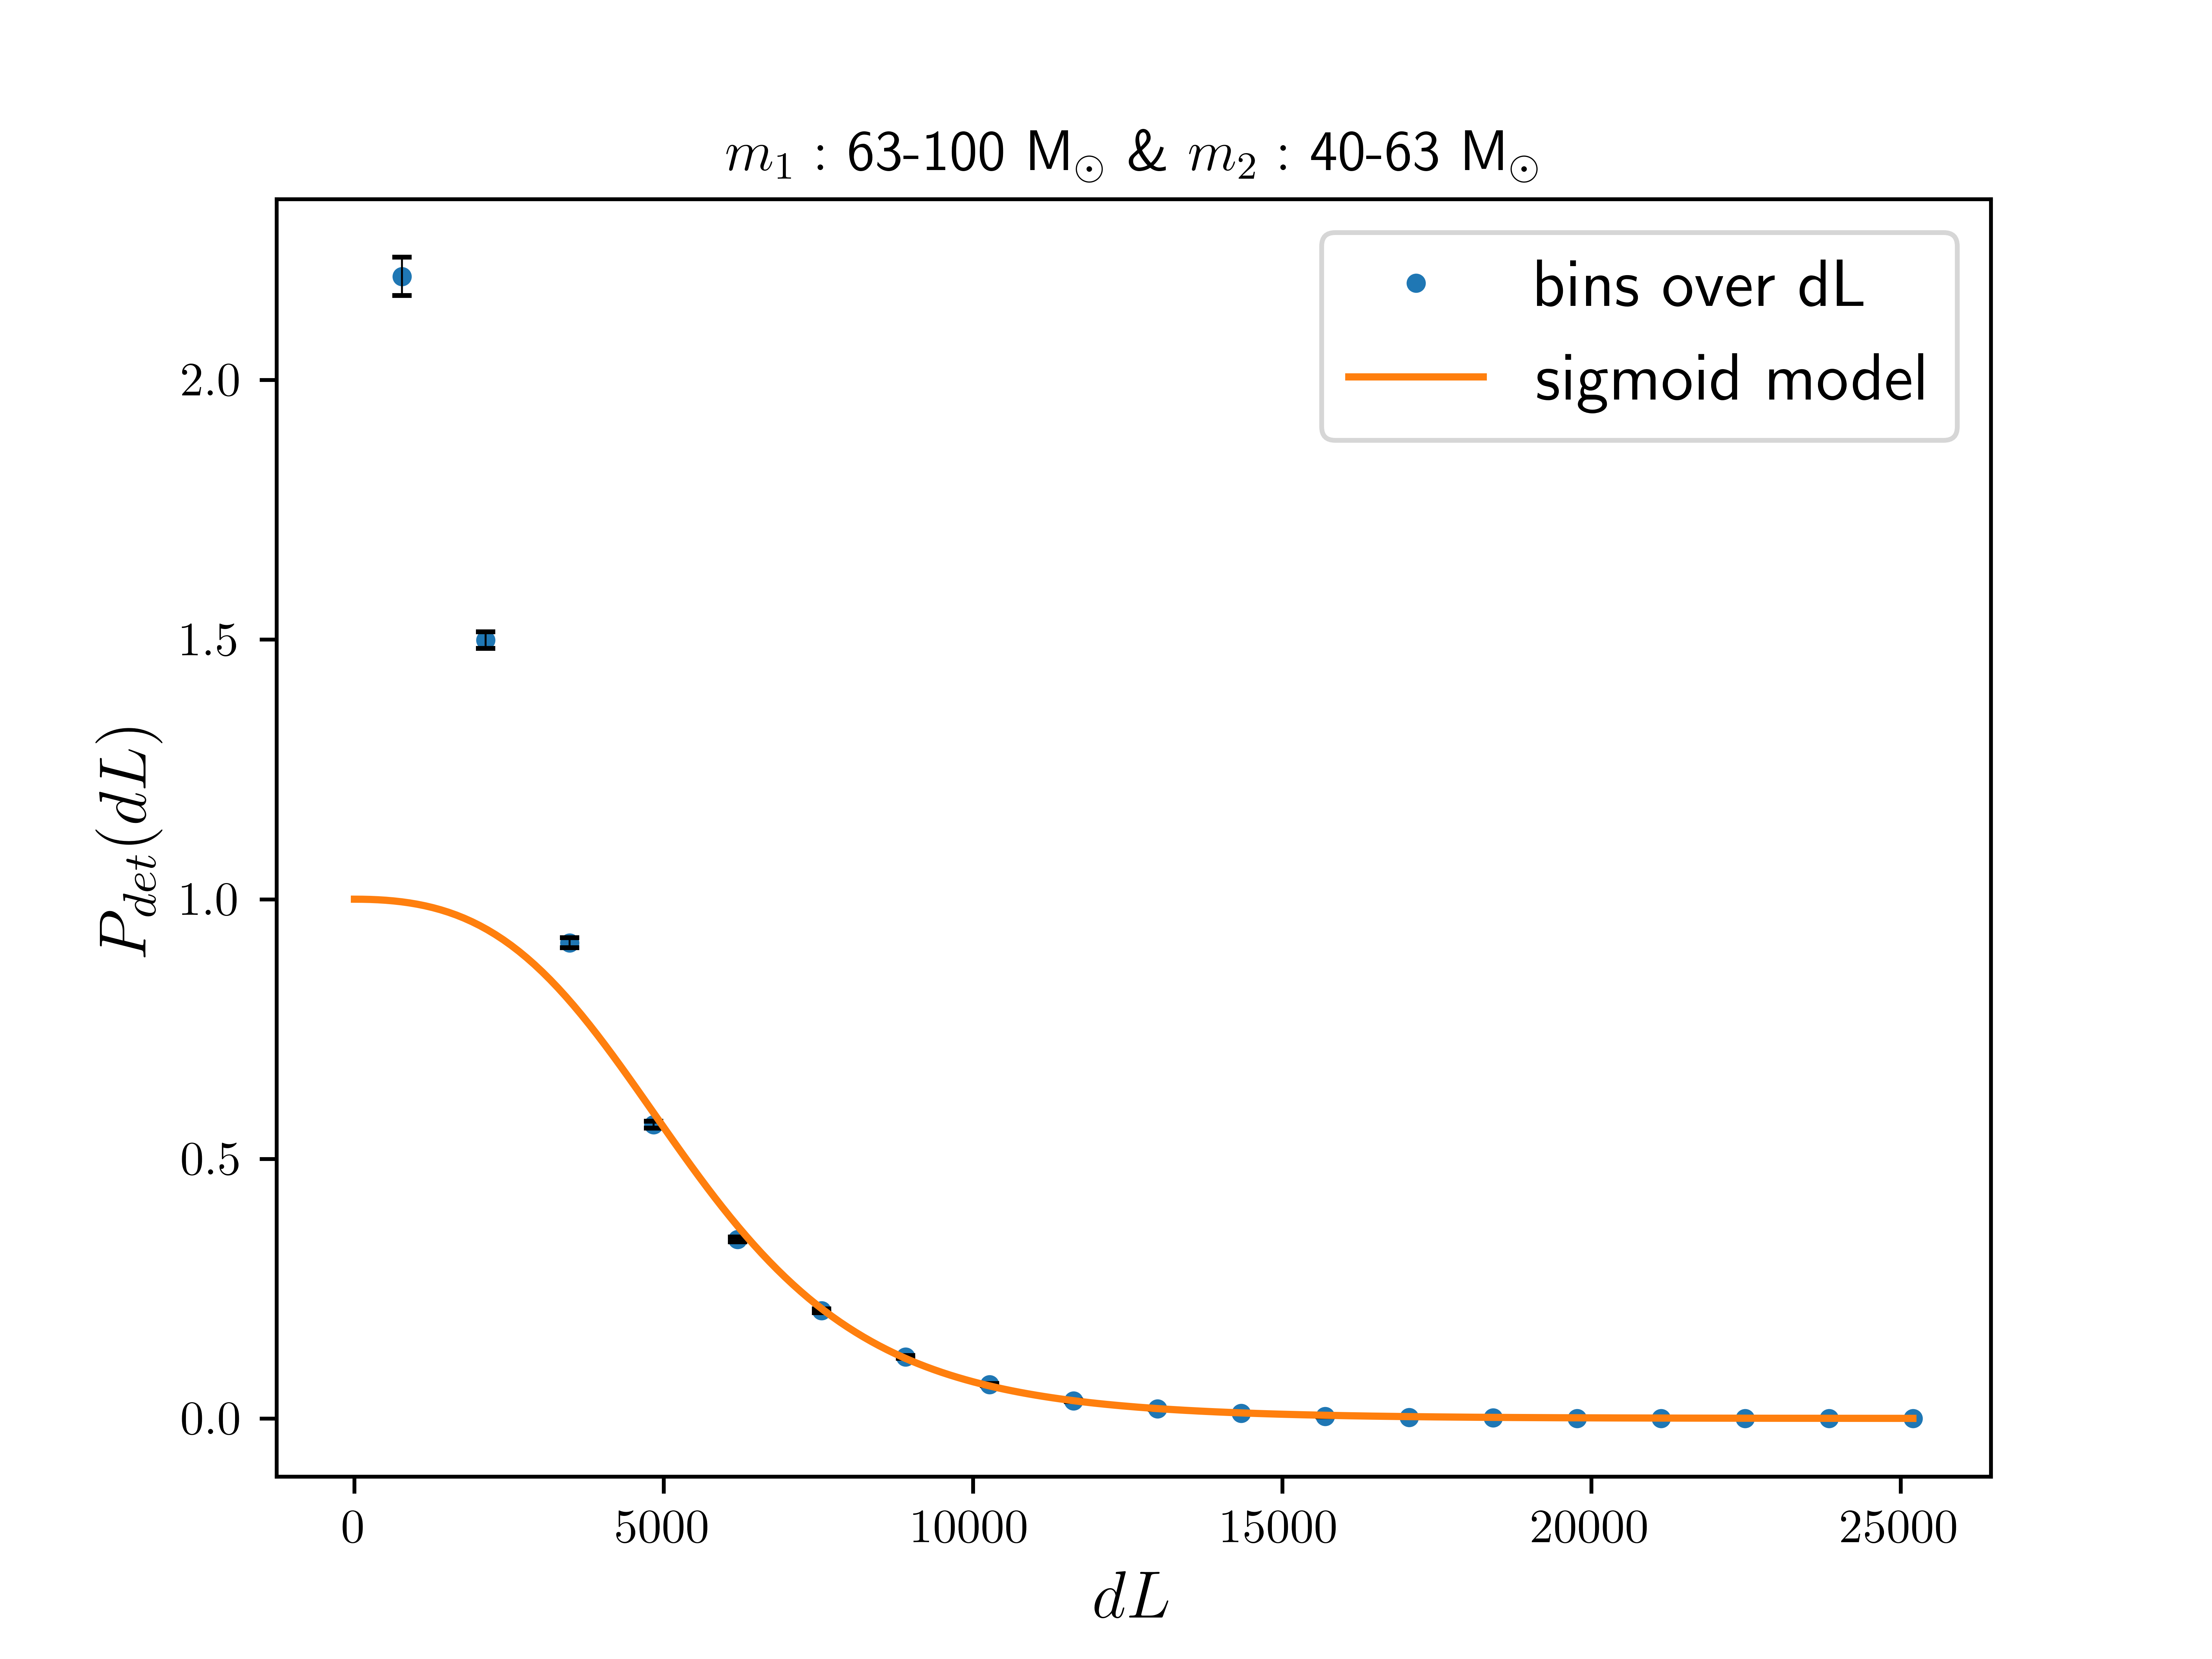 m₁ : 63-100 M☉ & m₂ : 40-63 M☉
bins over dL
sigmoid model
P_det(dL)
2.0
1.5
1.0
0.5
0.0
0 5000 10000 15000 20000 25000
dL